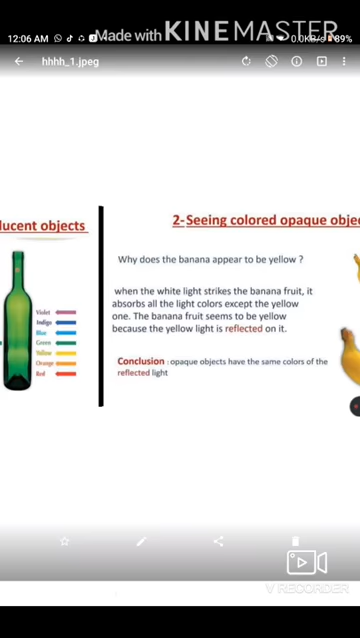 Made with KINEMASTER
12:06 AM
0.0KB/s 89%
hhhh_1.jpeg
lucent objects
2-Seeing colored opaque obje
Why does the banana appear to be yellow ?
when the white light strikes the banana fruit, it
absorbs all the light colors except the yellow
one. The banana fruit seems to be yellow
because the yellow light is reflected on it.
Conclusion : opaque objects have the same colors of the
reflected light
Violet
Indigo
Blue
Green
Yellow
Orange
Red
V RECORDER